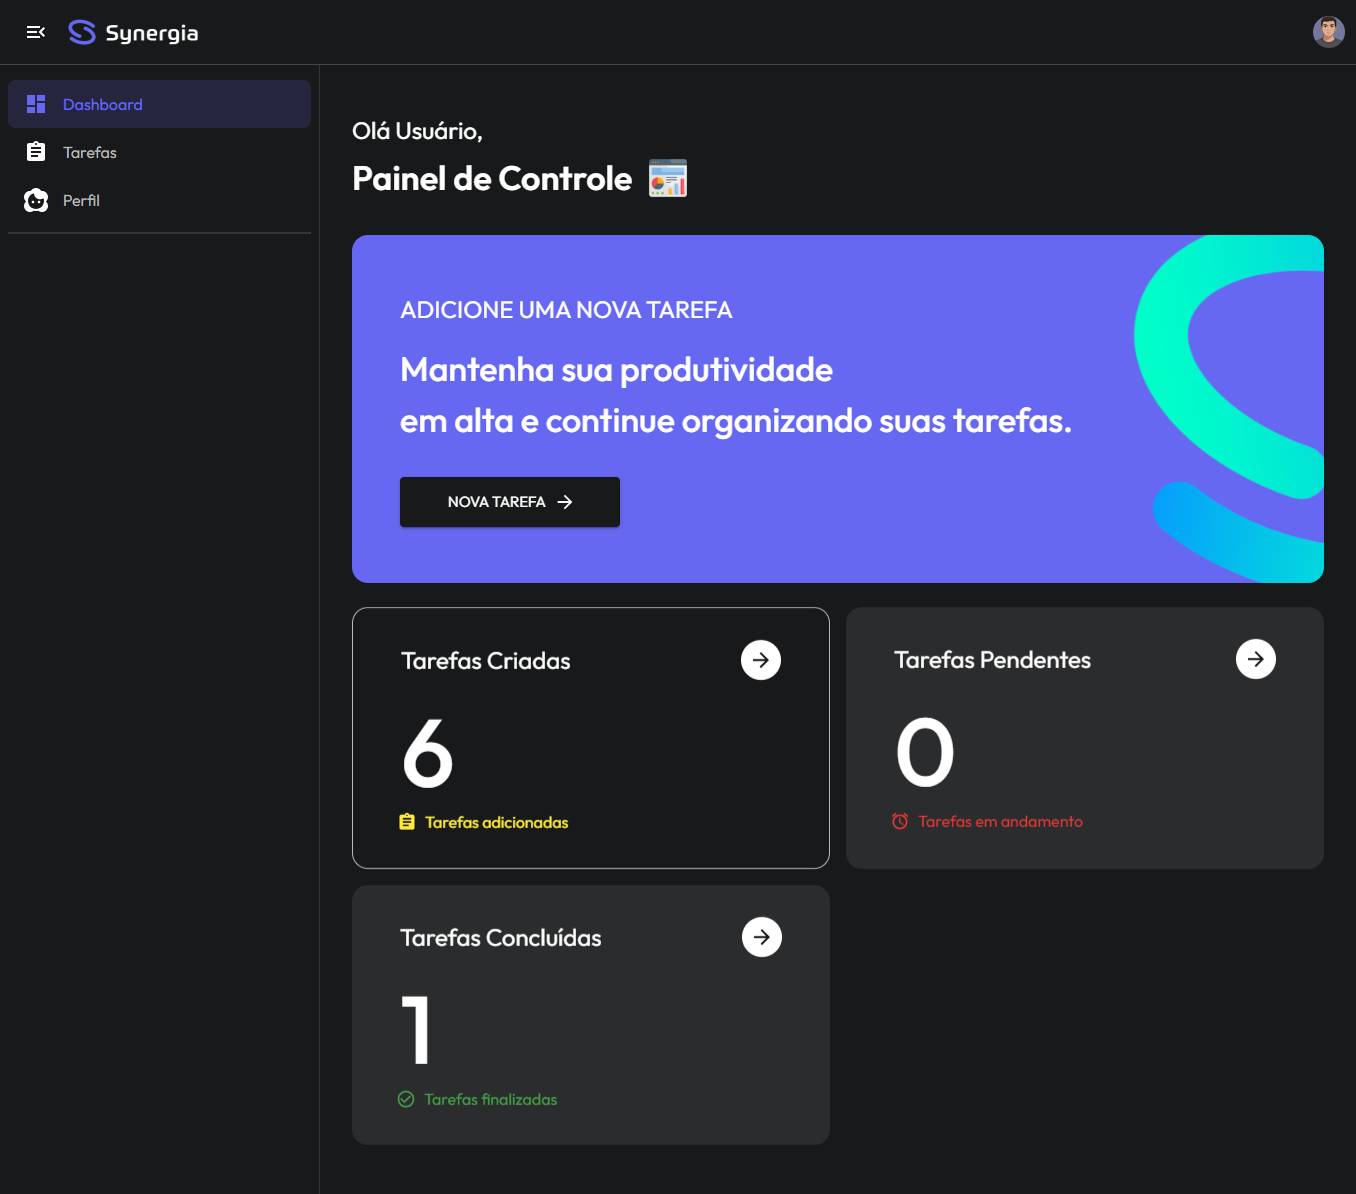 Synergia
Dashboard
Tarefas
Perfil
Olá Usuário,
Painel de Controle
ADICIONE UMA NOVA TAREFA
Mantenha sua produtividade
em alta e continue organizando suas tarefas.
NOVA TAREFA
Tarefas Criadas
6
Tarefas adicionadas
Tarefas Pendentes
0
Tarefas em andamento
Tarefas Concluídas
1
Tarefas finalizadas